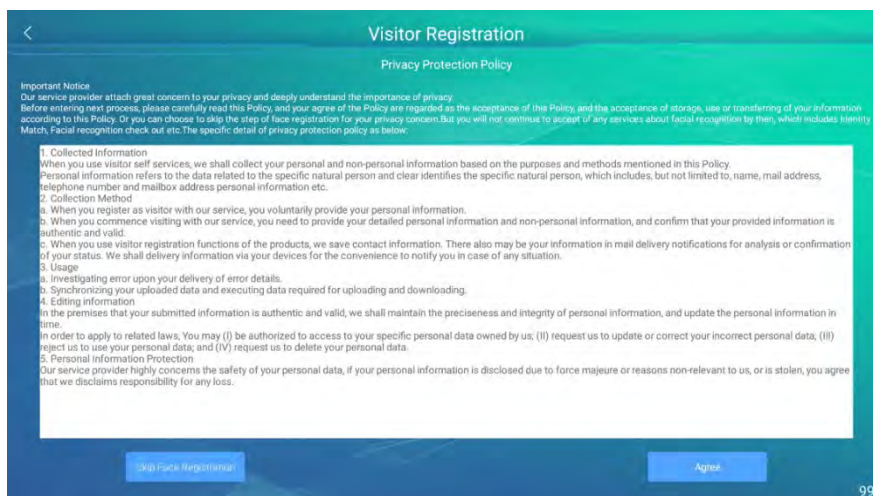 Visitor Registration
Privacy Protection Policy
Important Notice
Our service provider attach great concern to your privacy and deeply understand the importance of privacy
Before entering next process, please carefully read this Policy, and your agree of the Policy are regarded as the acceptance of this Policy, and the acceptance of storage, use or transferring of your information
according to this Policy. Or you can choose to skip the step of face registration for your privacy concern.But you will not continue to accept of any services about facial recognition by then, which includes Identity
Match, Facial recognition check out etc.The specific detail of privacy protection policy as below:
1. Collected Information
When you use visitor self services, we shall collect your personal and non-personal information based on the purposes and methods mentioned in this Policy.
Personal information refers to the data related to the specific natural person and clear identifies the specific natural person, which includes, but not limited to, name, mail address,
telephone number and mailbox address personal information etc.
2. Collection Method
a. When you register as visitor with our service, you voluntarily provide your personal information.
b. When you commence visiting with our service, you need to provide your detailed personal information and non-personal information, and confirm that your provided information is
authentic and valid.
c. When you use visitor registration functions of the products, we save contact information. There also may be your information in mail delivery notifications for analysis or confirmation
of your status. We shall delivery information via your devices for the convenience to notify you in case of any situation.
3. Usage
a. Investigating error upon your delivery of error details.
b. Synchronizing your uploaded data and executing data required for uploading and downloading.
4. Editing information
In the premises that your submitted information is authentic and valid, we shall maintain the preciseness and integrity of personal information, and update the personal information in
time.
In order to apply to related laws, You may (I) be authorized to access to your specific personal data owned by us; (II) request us to update or correct your incorrect personal data; (III)
reject us to use your personal data; and (IV) request us to delete your personal data.
5. Personal Information Protection
Our service provider highly concerns the safety of your personal data, if your personal information is disclosed due to force majeure or reasons non-relevant to us, or is stolen, you agree
that we disclaims responsibility for any loss.
Skip Face Registration
Agree
99